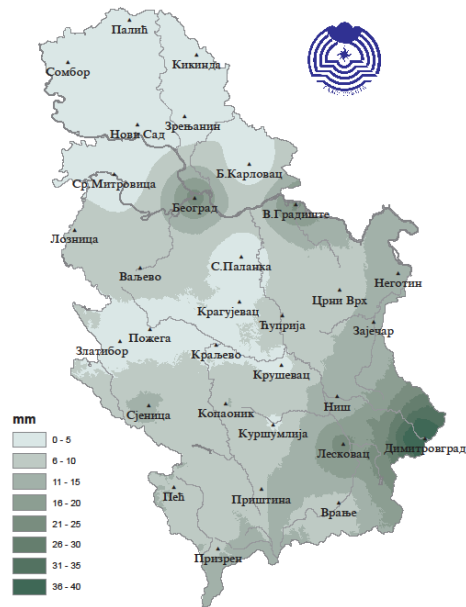 Палић
Сомбор
Кикинда
Нови Сад
Зрењанин
Б.Карловац
Ср.Митровица
Београд
В.Градиште
Лозница
С.Паланка
Ваљево
Неготин
Црни Врх
Крагујевац
Ћуприја
Зајечар
Пожега
Златибор
Краљево
Крушевац
Ниш
Сјеница
Копаоник
Куршумлија
Лесковац
Димитровград
Пећ
Приштина
Врање
Призрен
mm
0 - 5
6 - 10
11 - 15
16 - 20
21 - 25
26 - 30
31 - 35
36 - 40